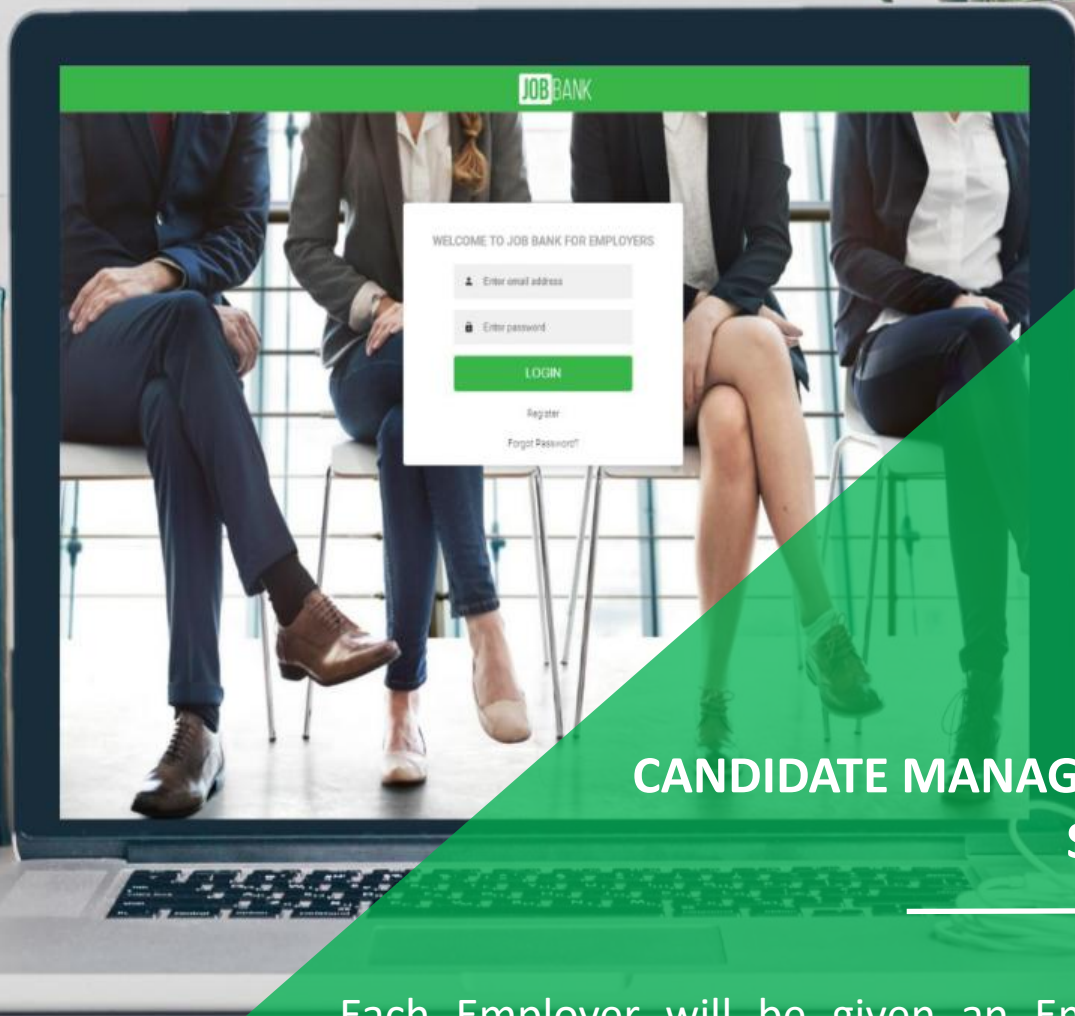 JOBBANK
WELCOME TO JOB BANK FOR EMPLOYERS
Enter email address
Enter password
LOGIN
Register
Forgot Password?
CANDIDATE MANAG
S
Each Employer will be given an En